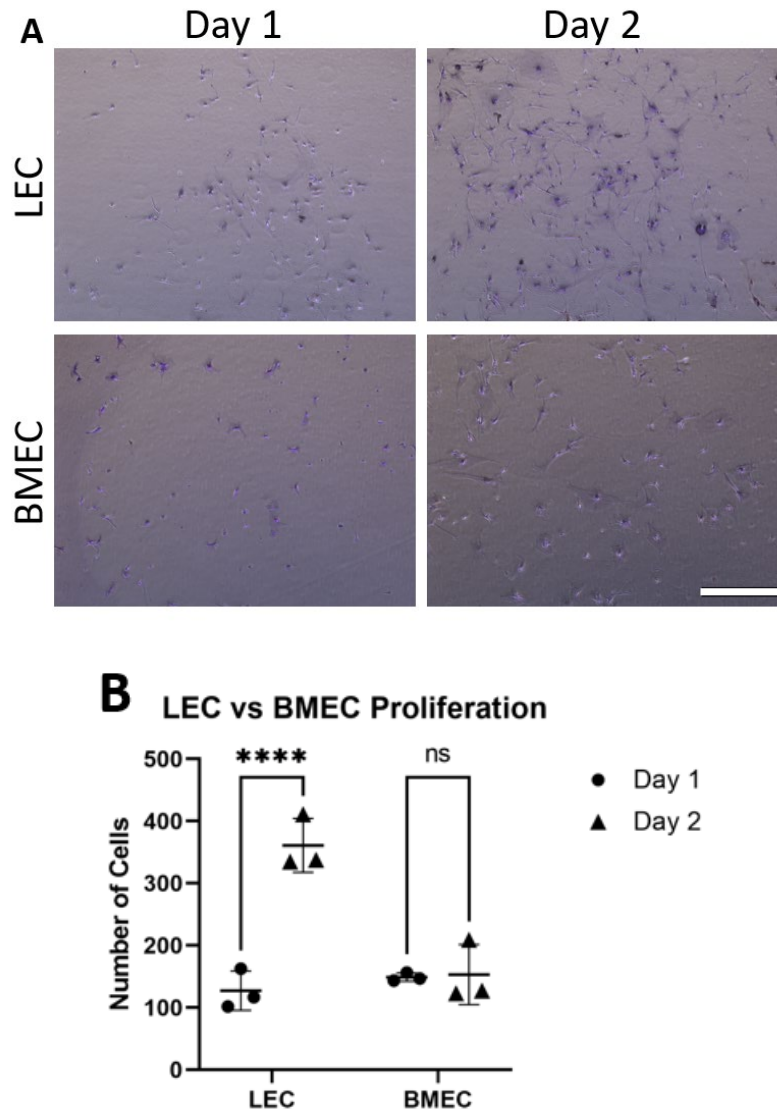 A
Day 1
Day 2
LEC
BMEC
B
LEC vs BMEC Proliferation
Number of Cells
500
400
300
200
100
0
****
ns
Day 1
Day 2
LEC
BMEC